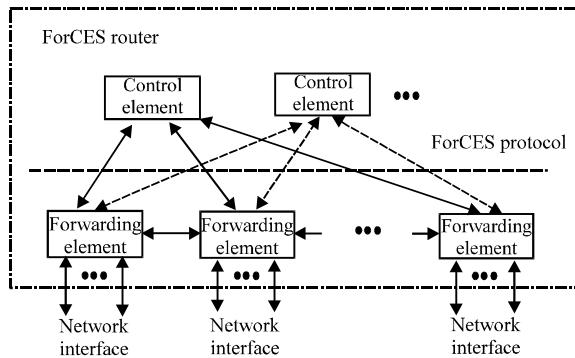 ForCES router
Control
element
Control
element
ForCES protocol
Forwarding
element
Forwarding
element
Forwarding
element
Network
interface
Network
interface
Network
interface